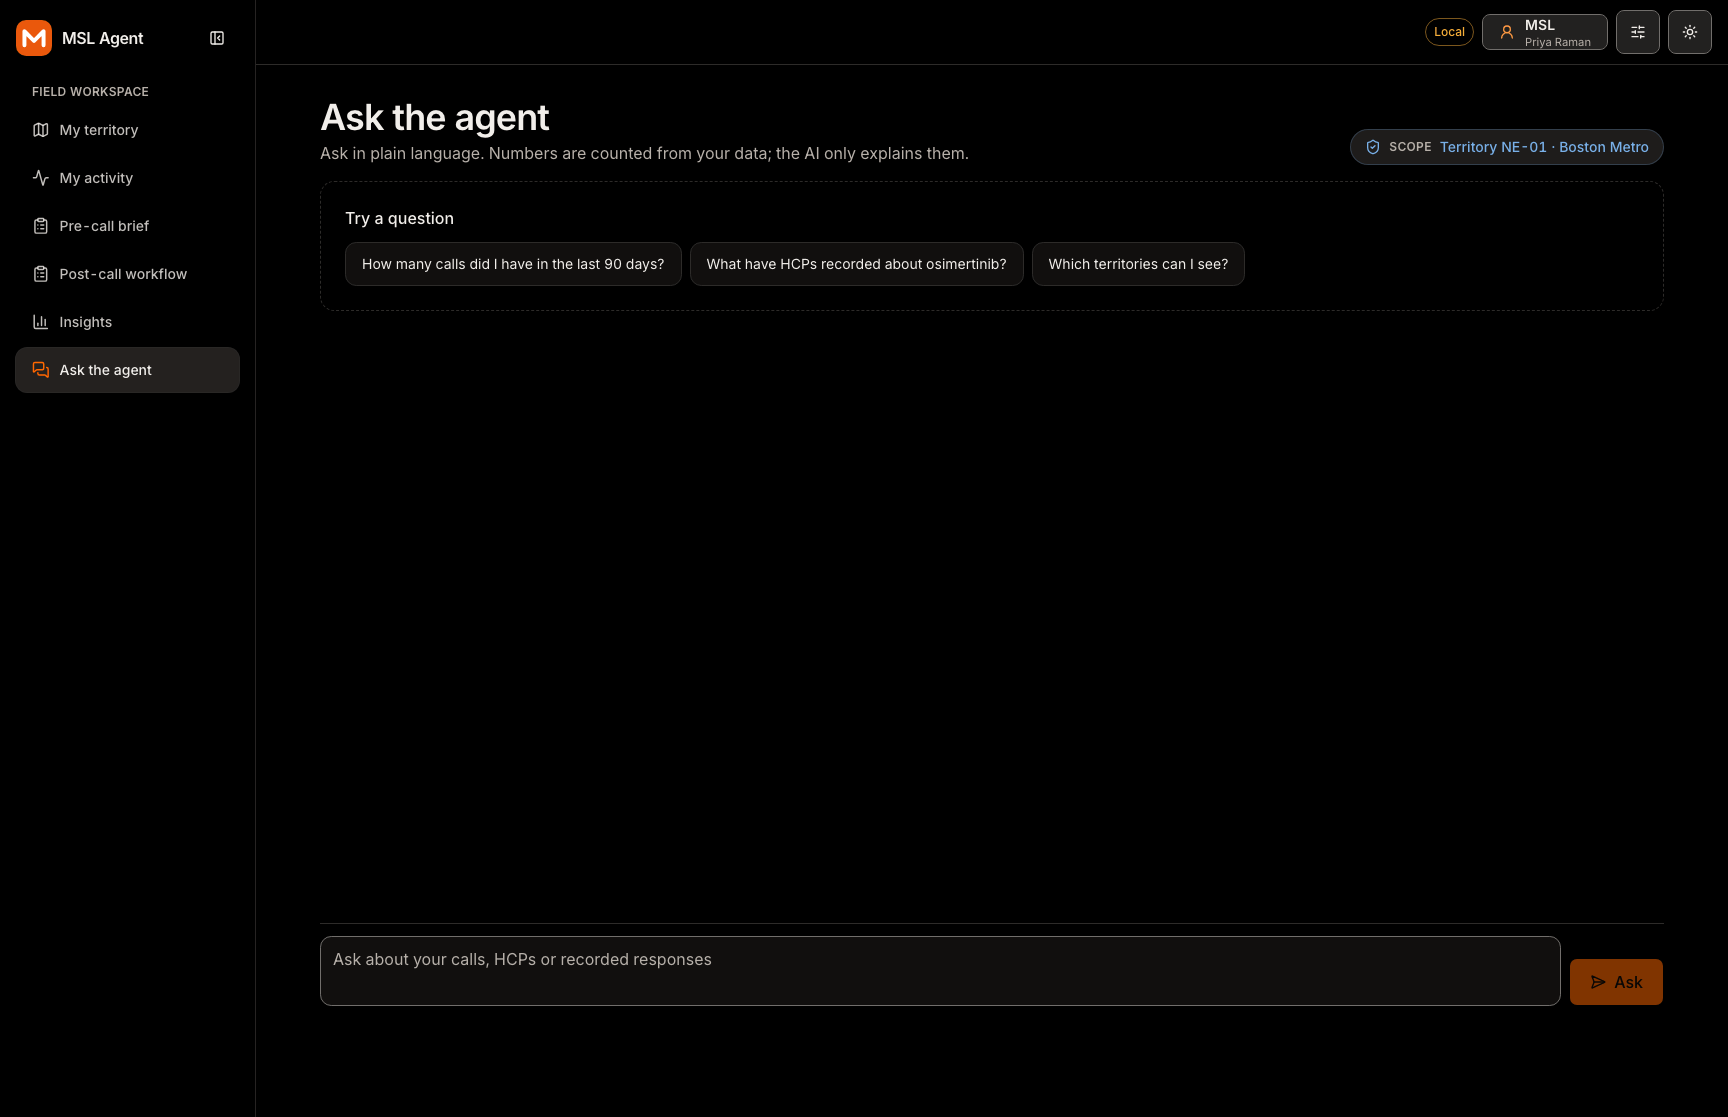 MSL Agent
FIELD WORKSPACE
My territory
My activity
Pre-call brief
Post-call workflow
Insights
Ask the agent
Local
MSL
Priya Raman
Ask the agent
Ask in plain language. Numbers are counted from your data; the AI only explains them.
SCOPE Territory NE-01 · Boston Metro
Try a question
How many calls did I have in the last 90 days?
What have HCPs recorded about osimertinib?
Which territories can I see?
Ask about your calls, HCPs or recorded responses
Ask